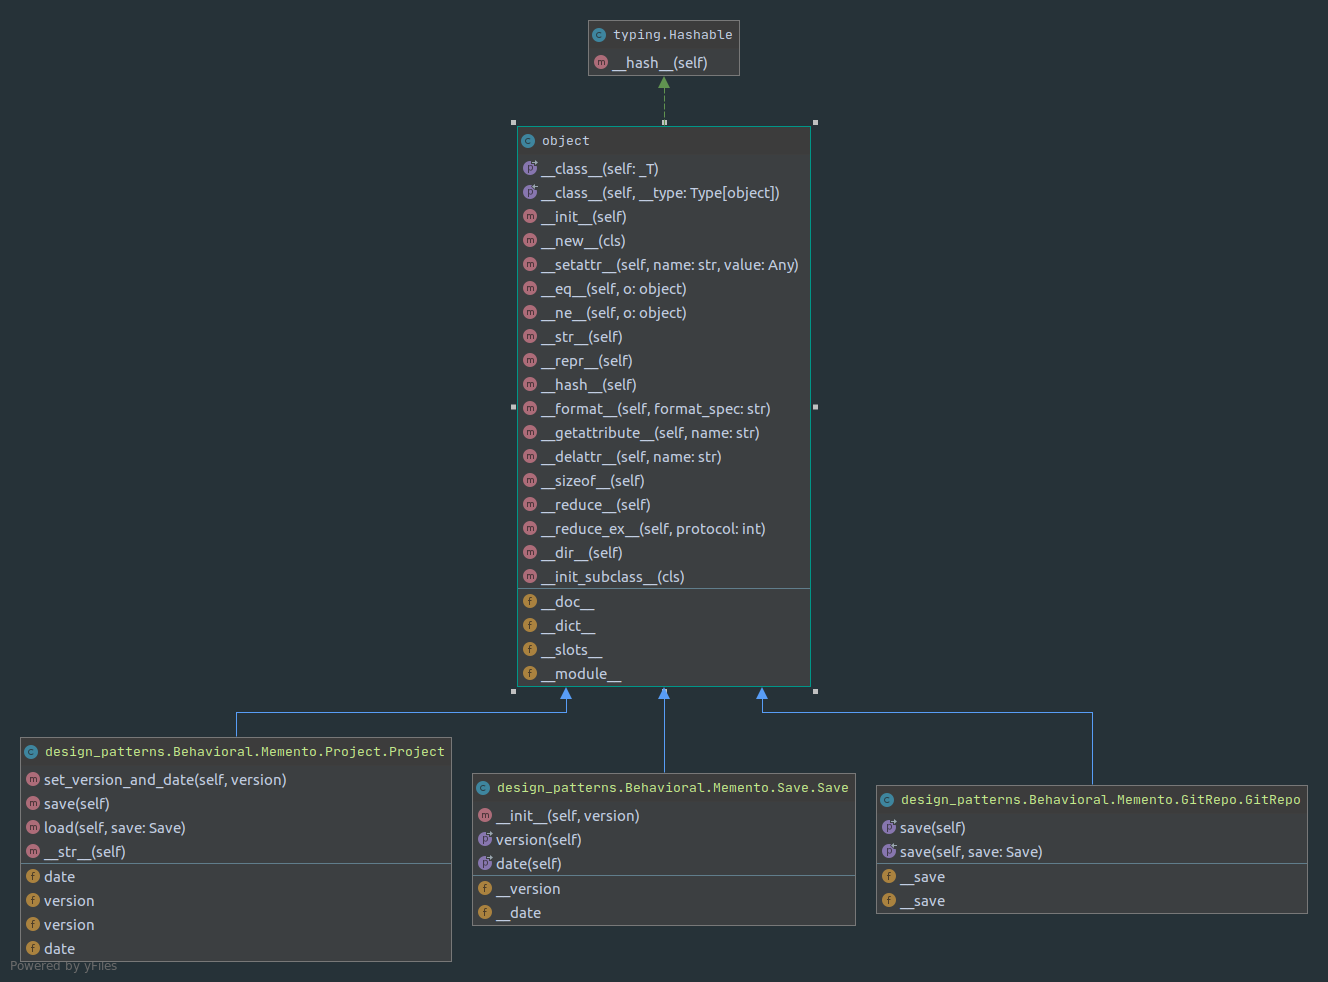 typing.Hashable
__hash__(self)
object
__class__(self: _T)
__class__(self, __type: Type[object])
__init__(self)
__new__(cls)
__setattr__(self, name: str, value: Any)
__eq__(self, o: object)
__ne__(self, o: object)
__str__(self)
__repr__(self)
__hash__(self)
__format__(self, format_spec: str)
__getattribute__(self, name: str)
__delattr__(self, name: str)
__sizeof__(self)
__reduce__(self)
__reduce_ex__(self, protocol: int)
__dir__(self)
__init_subclass__(cls)
__doc__
__dict__
__slots__
__module__
design_patterns.Behavioral.Memento.Project.Project
set_version_and_date(self, version)
save(self)
load(self, save: Save)
__str__(self)
date
version
version
date
design_patterns.Behavioral.Memento.Save.Save
__init__(self, version)
version(self)
date(self)
__version
__date
design_patterns.Behavioral.Memento.GitRepo.GitRepo
save(self)
save(self, save: Save)
__save
__save
Powered by yFiles